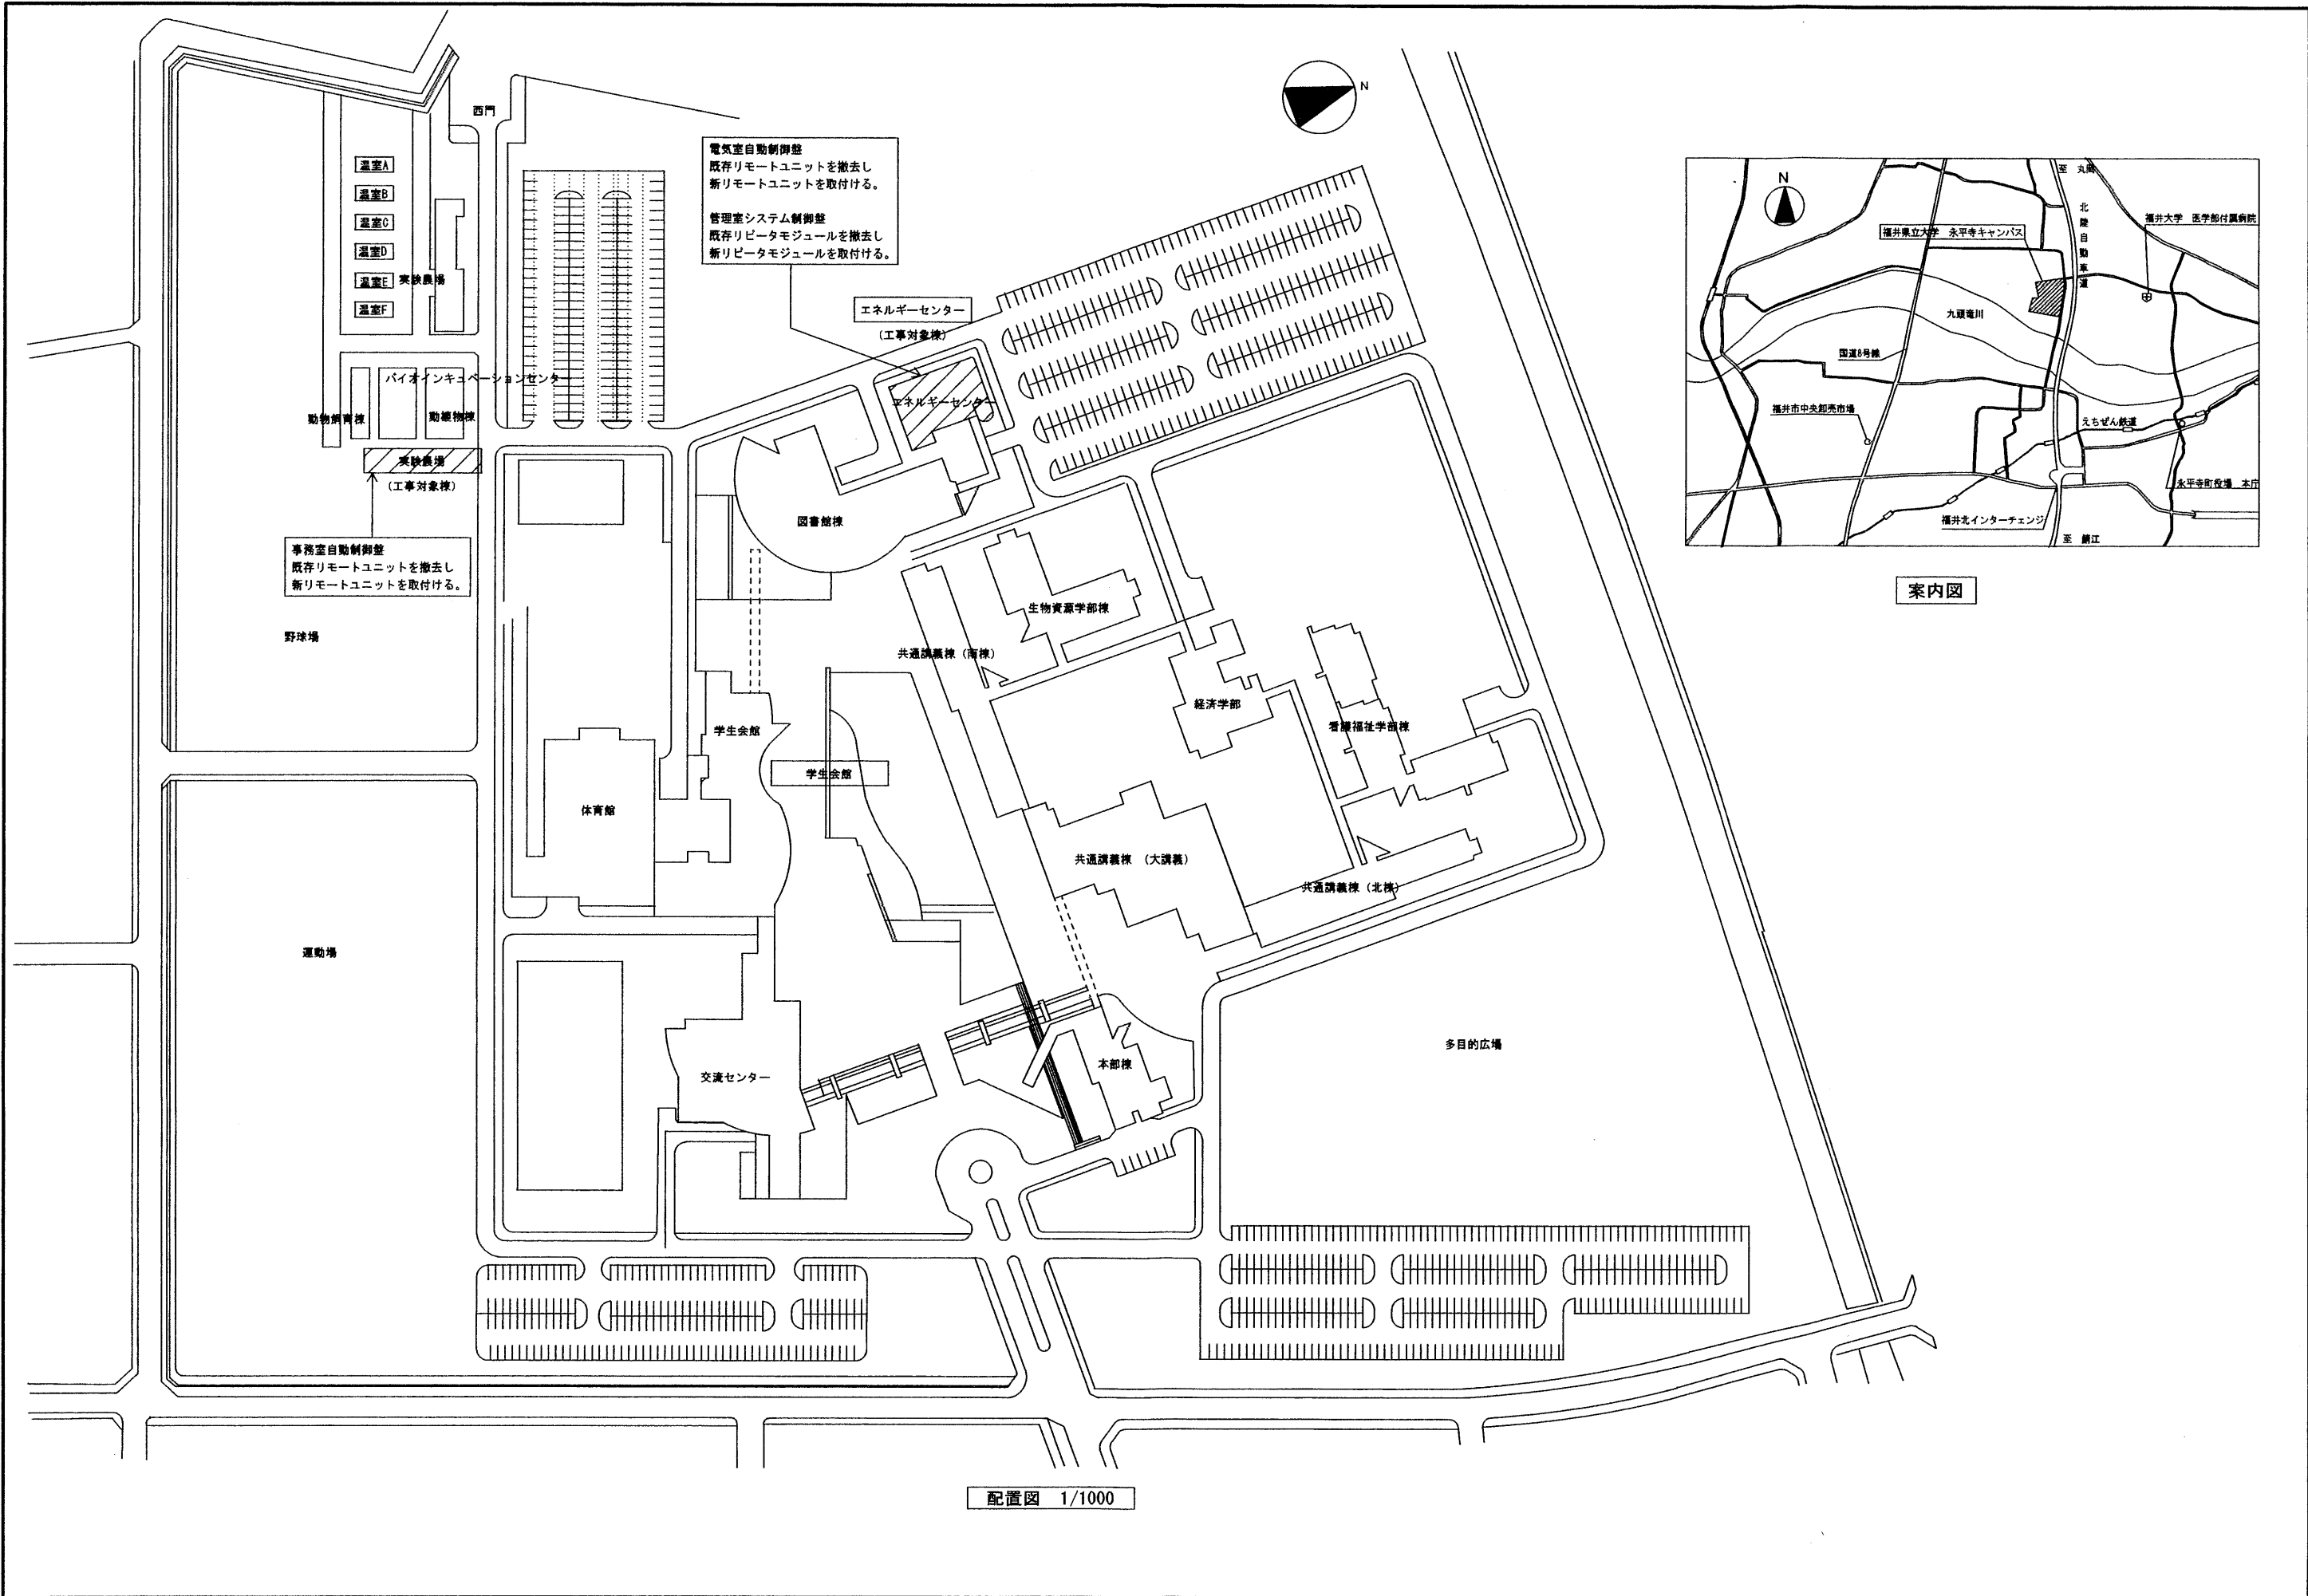 西門
温室A
温室B
温室C
温室D
温室E
温室F
実験農場
バイオインキュベーションセンター
動物飼育棟
動植物棟
実験農場
(工事対象棟)
事務室自動制御盤
既存リモートユニットを撤去し
新リモートユニットを取付ける。
野球場
運動場
電気室自動制御盤
既存リモートユニットを撤去し
新リモートユニットを取付ける。
管理室システム制御盤
既存リピータモジュールを撤去し
新リピータモジュールを取付ける。
N
エネルギーセンター
(工事対象棟)
エネルギーセンター
図書館棟
生物資源学部棟
共通講義棟(南棟)
経済学部
看護福祉学部棟
学生会館
学生会館
体育館
共通講義棟 (大講義)
共通講義棟(北棟)
交流センター
本部棟
多目的広場
配置図 1/1000
N
至 丸岡
北陸自動車道
福井大学 医学部付属病院
福井県立大学 永平寺キャンパス
九頭竜川
国道8号線
福井市中央卸売市場
えちぜん鉄道
永平寺町役場 本庁
福井北インターチェンジ
至 鯖江
案内図